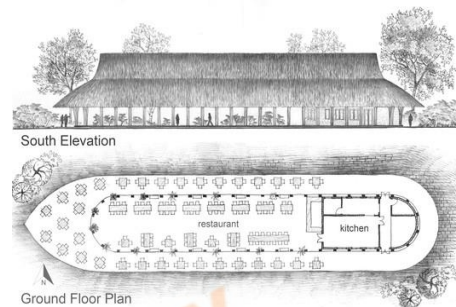 South Elevation
restaurant
kitchen
N
Ground Floor Plan